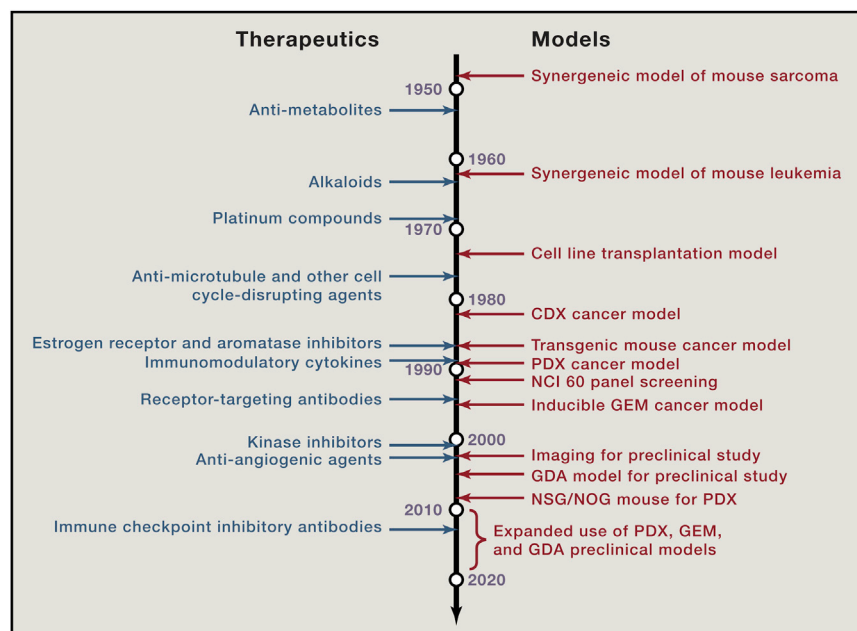 Therapeutics
Models
Synergeneic model of mouse sarcoma
1950
Anti-metabolites
1960
Synergeneic model of mouse leukemia
Alkaloids
Platinum compounds
1970
Cell line transplantation model
Anti-microtubule and other cell
cycle-disrupting agents
1980
CDX cancer model
Estrogen receptor and aromatase inhibitors
Transgenic mouse cancer model
Immunomodulatory cytokines
PDX cancer model
1990
NCI 60 panel screening
Receptor-targeting antibodies
Inducible GEM cancer model
Kinase inhibitors
2000
Anti-angiogenic agents
Imaging for preclinical study
GDA model for preclinical study
NSG/NOG mouse for PDX
2010
Immune checkpoint inhibitory antibodies
Expanded use of PDX, GEM,
and GDA preclinical models
2020